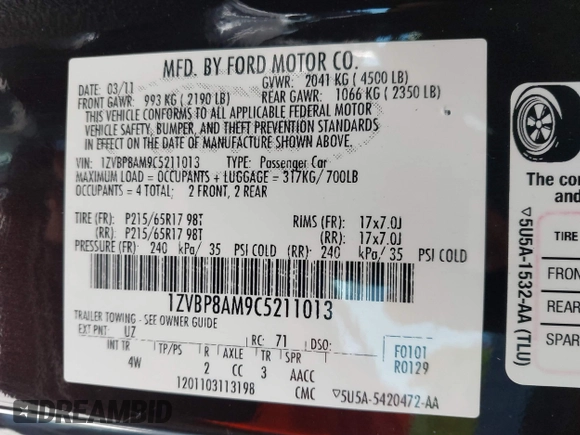 MFD. BY FORD MOTOR CO.
DATE: 03/11 GVWR: 2041 KG (4500 LB)
FRONT GAWR: 993 KG (2190 LB) REAR GAWR: 1066 KG (2350 LB)
THIS VEHICLE CONFORMS TO ALL APPLICABLE FEDERAL MOTOR
VEHICLE SAFETY, BUMPER, AND THEFT PREVENTION STANDARDS
IN EFFECT ON THE DATE OF MANUFACTURE SHOWN ABOVE.
VIN: 1ZVBP8AM9C5211013 TYPE: Passenger Car
MAXIMUM LOAD = OCCUPANTS + LUGGAGE = 317KG/ 700LB
OCCUPANTS = 4 TOTAL: 2 FRONT, 2 REAR
TIRE (FR): P215/65R17 98T RIMS (FR): 17x7.0J
(RR): P215/65R17 98T (RR): 17x7.0J
PRESSURE (FR): 240 kPa/ 35 PSI COLD (RR): 240 kPa/ 35 PSI COLD
1ZVBP8AM9C5211013
TRAILER TOWING - SEE OWNER GUIDE
EXT PNT: UZ RC: 71 DSO:
INT TR TP/PS R AXLE TR SPR
4W 2 CC 3 AACC
F0101
R0129
1201103113198 CMC 5U5A-5420472-AA
5U5A-1532-AA (TLU)
The co
and
TIRE
FRON
REAR
SPAR
DREAMBID